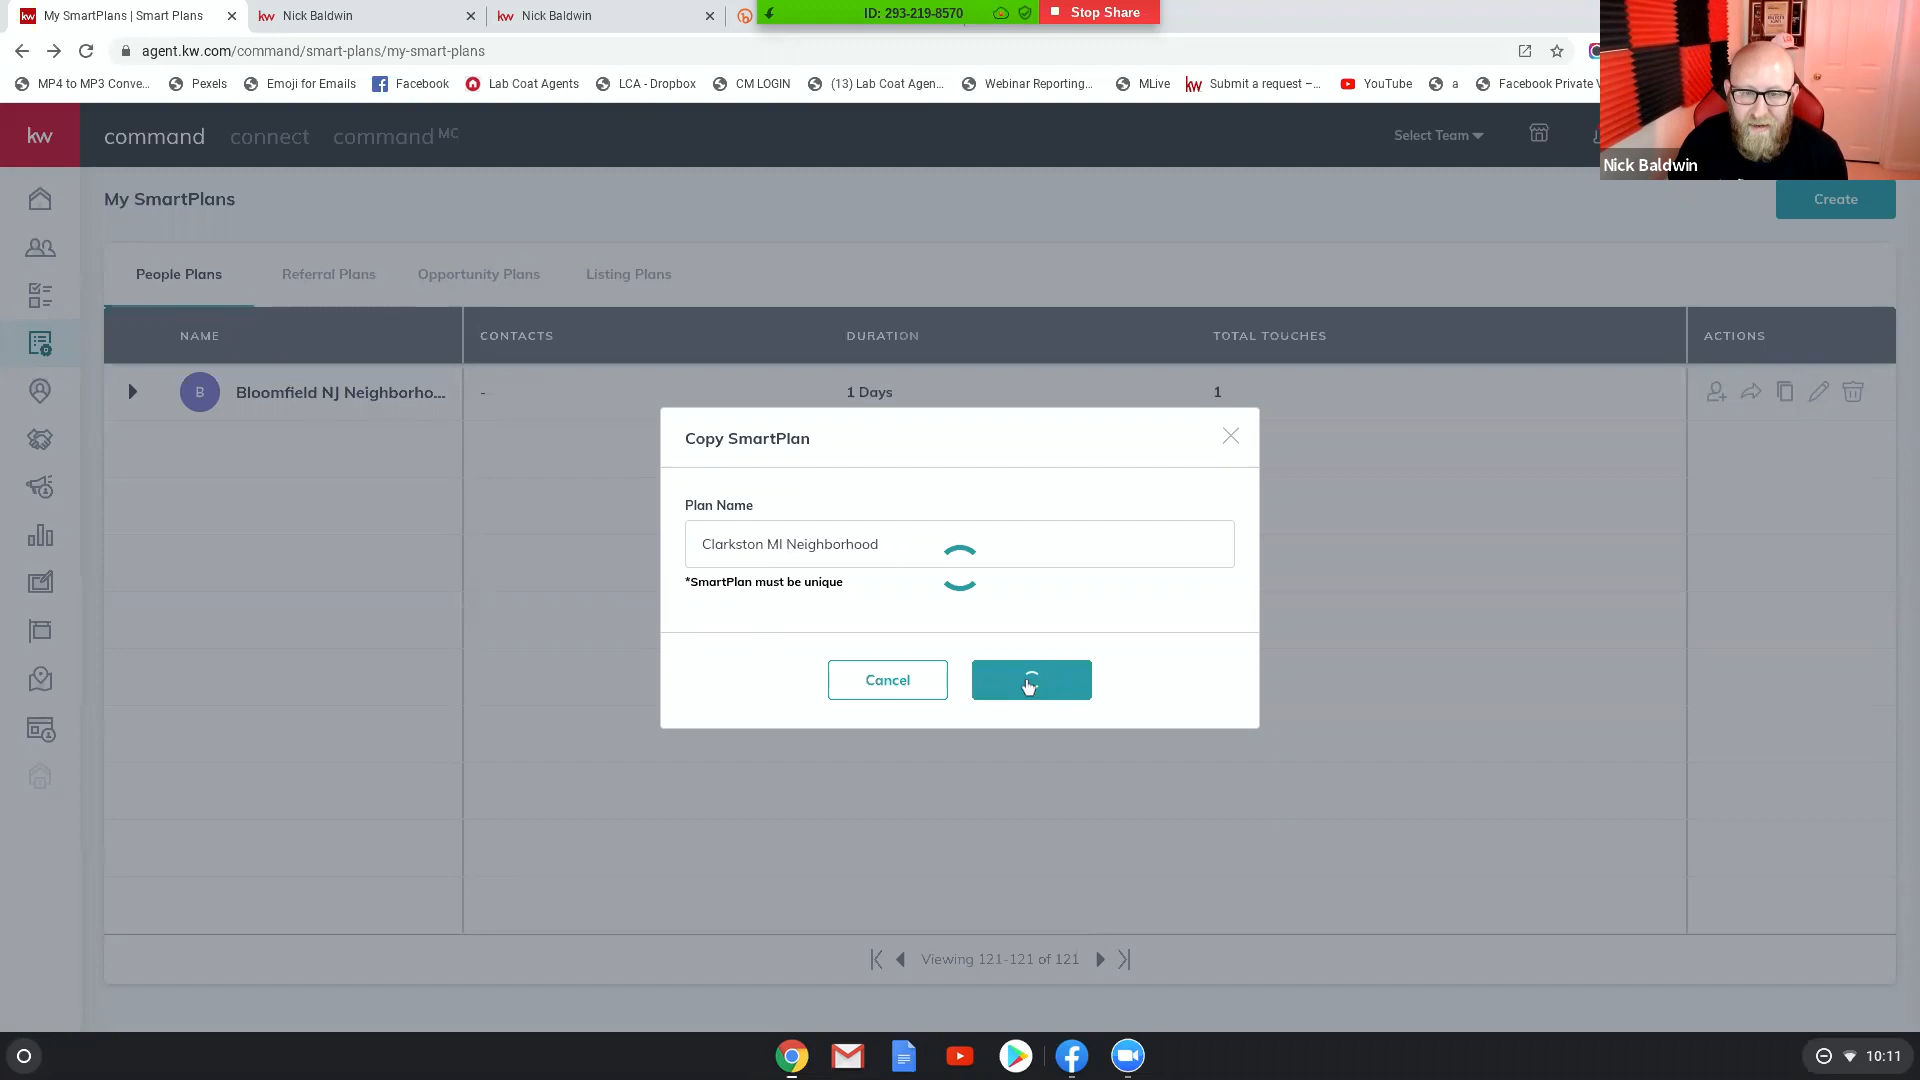 My SmartPlans | Smart Plans
kw Nick Baldwin
kw Nick Baldwin
ID: 293-219-8570
Stop Share
agent.kw.com/command/smart-plans/my-smart-plans
MP4 to MP3 Conve...
Pexels
Emoji for Emails
Facebook
Lab Coat Agents
LCA - Dropbox
CM LOGIN
(13) Lab Coat Agen...
Webinar Reporting...
MLive
kw Submit a request –...
YouTube
a
Facebook Private V
kw
command
connect
command MC
Select Team
Nick Baldwin
My SmartPlans
Create
People Plans
Referral Plans
Opportunity Plans
Listing Plans
NAME
CONTACTS
DURATION
TOTAL TOUCHES
ACTIONS
B
Bloomfield NJ Neighborho...
-
1 Days
1
Copy SmartPlan
Plan Name
Clarkston MI Neighborhood
*SmartPlan must be unique
Cancel
Viewing 121-121 of 121
10:11